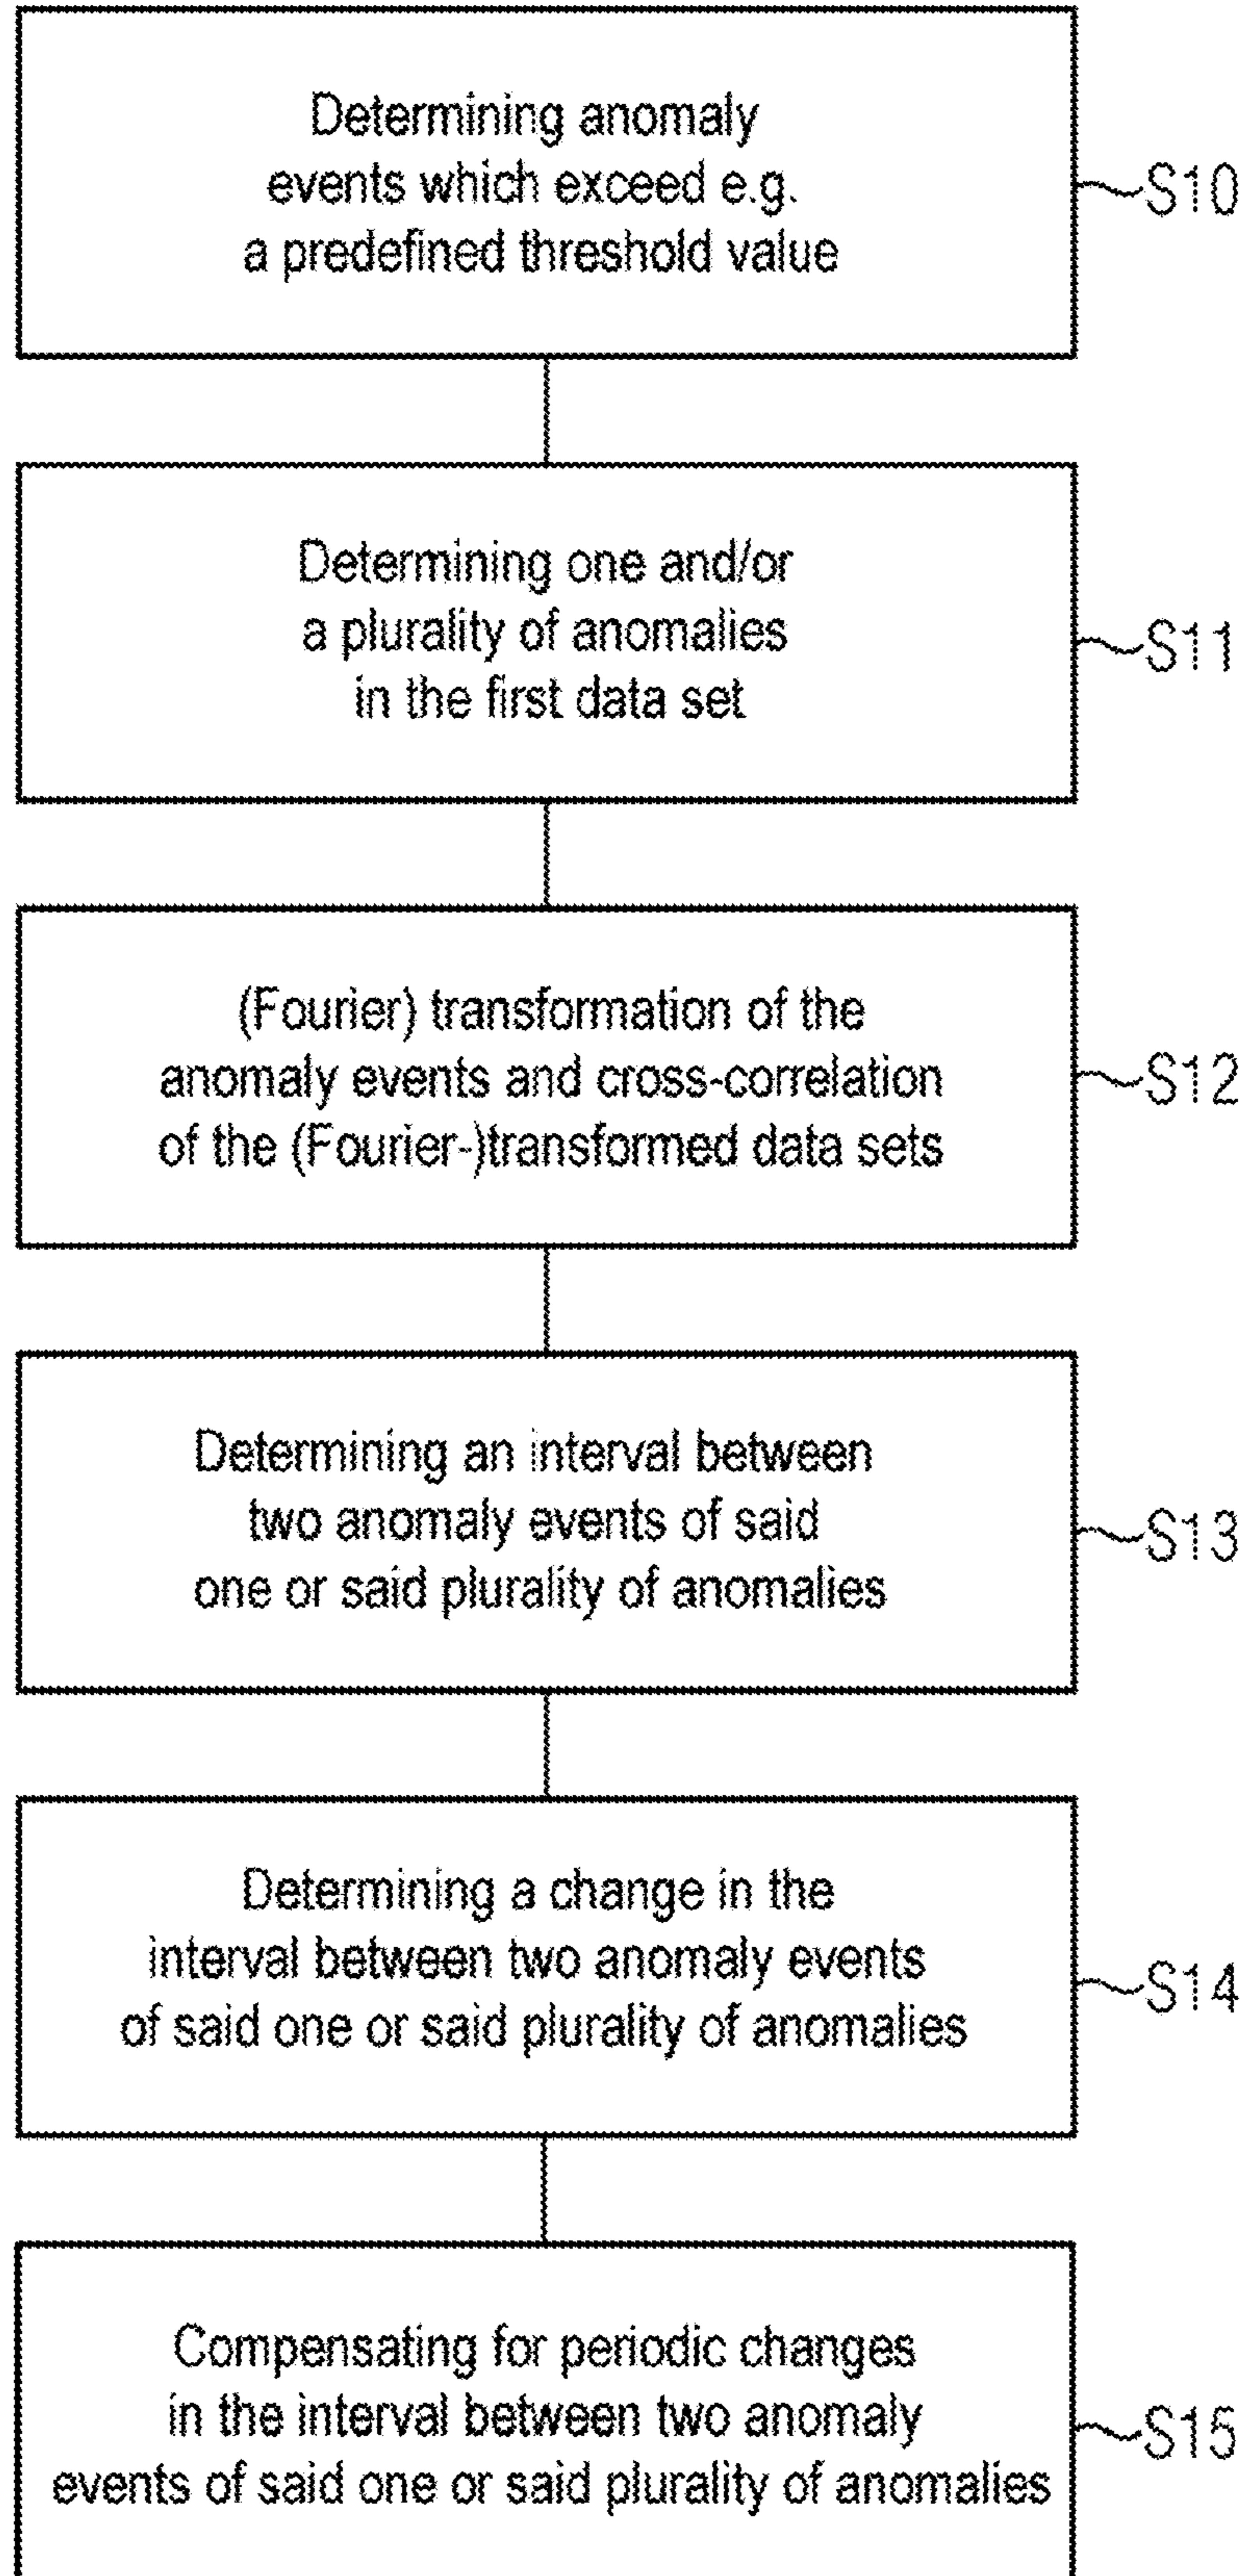 Determining anomaly
events which exceed e.g.
a predefined threshold value
S10
Determining one and/or
a plurality of anomalies
in the first data set
S11
(Fourier) transformation of the
anomaly events and cross-correlation
of the (Fourier-)transformed data sets
S12
Determining an interval between
two anomaly events of said
one or said plurality of anomalies
S13
Determining a change in the
interval between two anomaly events
of said one or said plurality of anomalies
S14
Compensating for periodic changes
in the interval between two anomaly
events of said one or said plurality of anomalies
S15